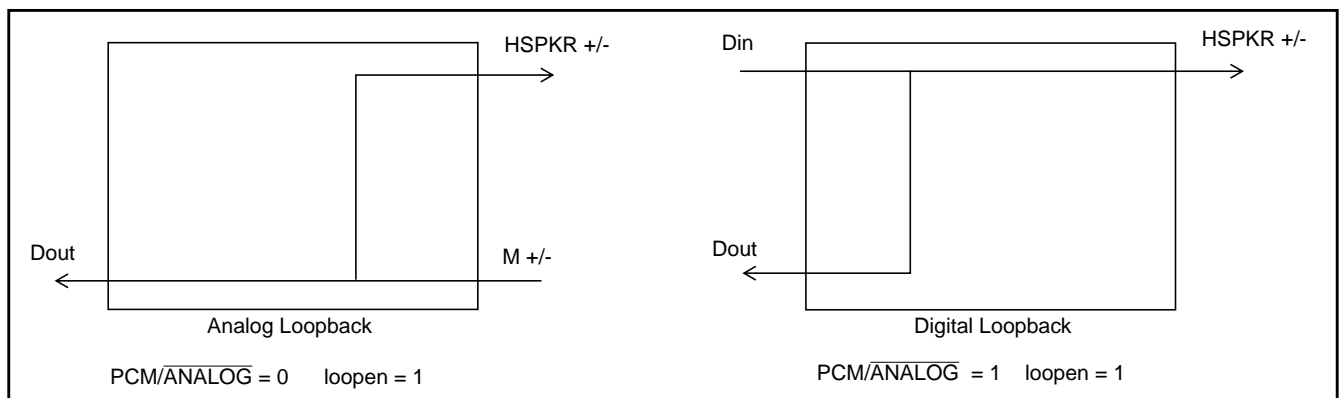 HSPKR +/-
Dout
M +/-
Analog Loopback
PCM/ANALOG = 0 loopen = 1
Din
HSPKR +/-
Dout
Digital Loopback
PCM/ANALOG = 1 loopen = 1